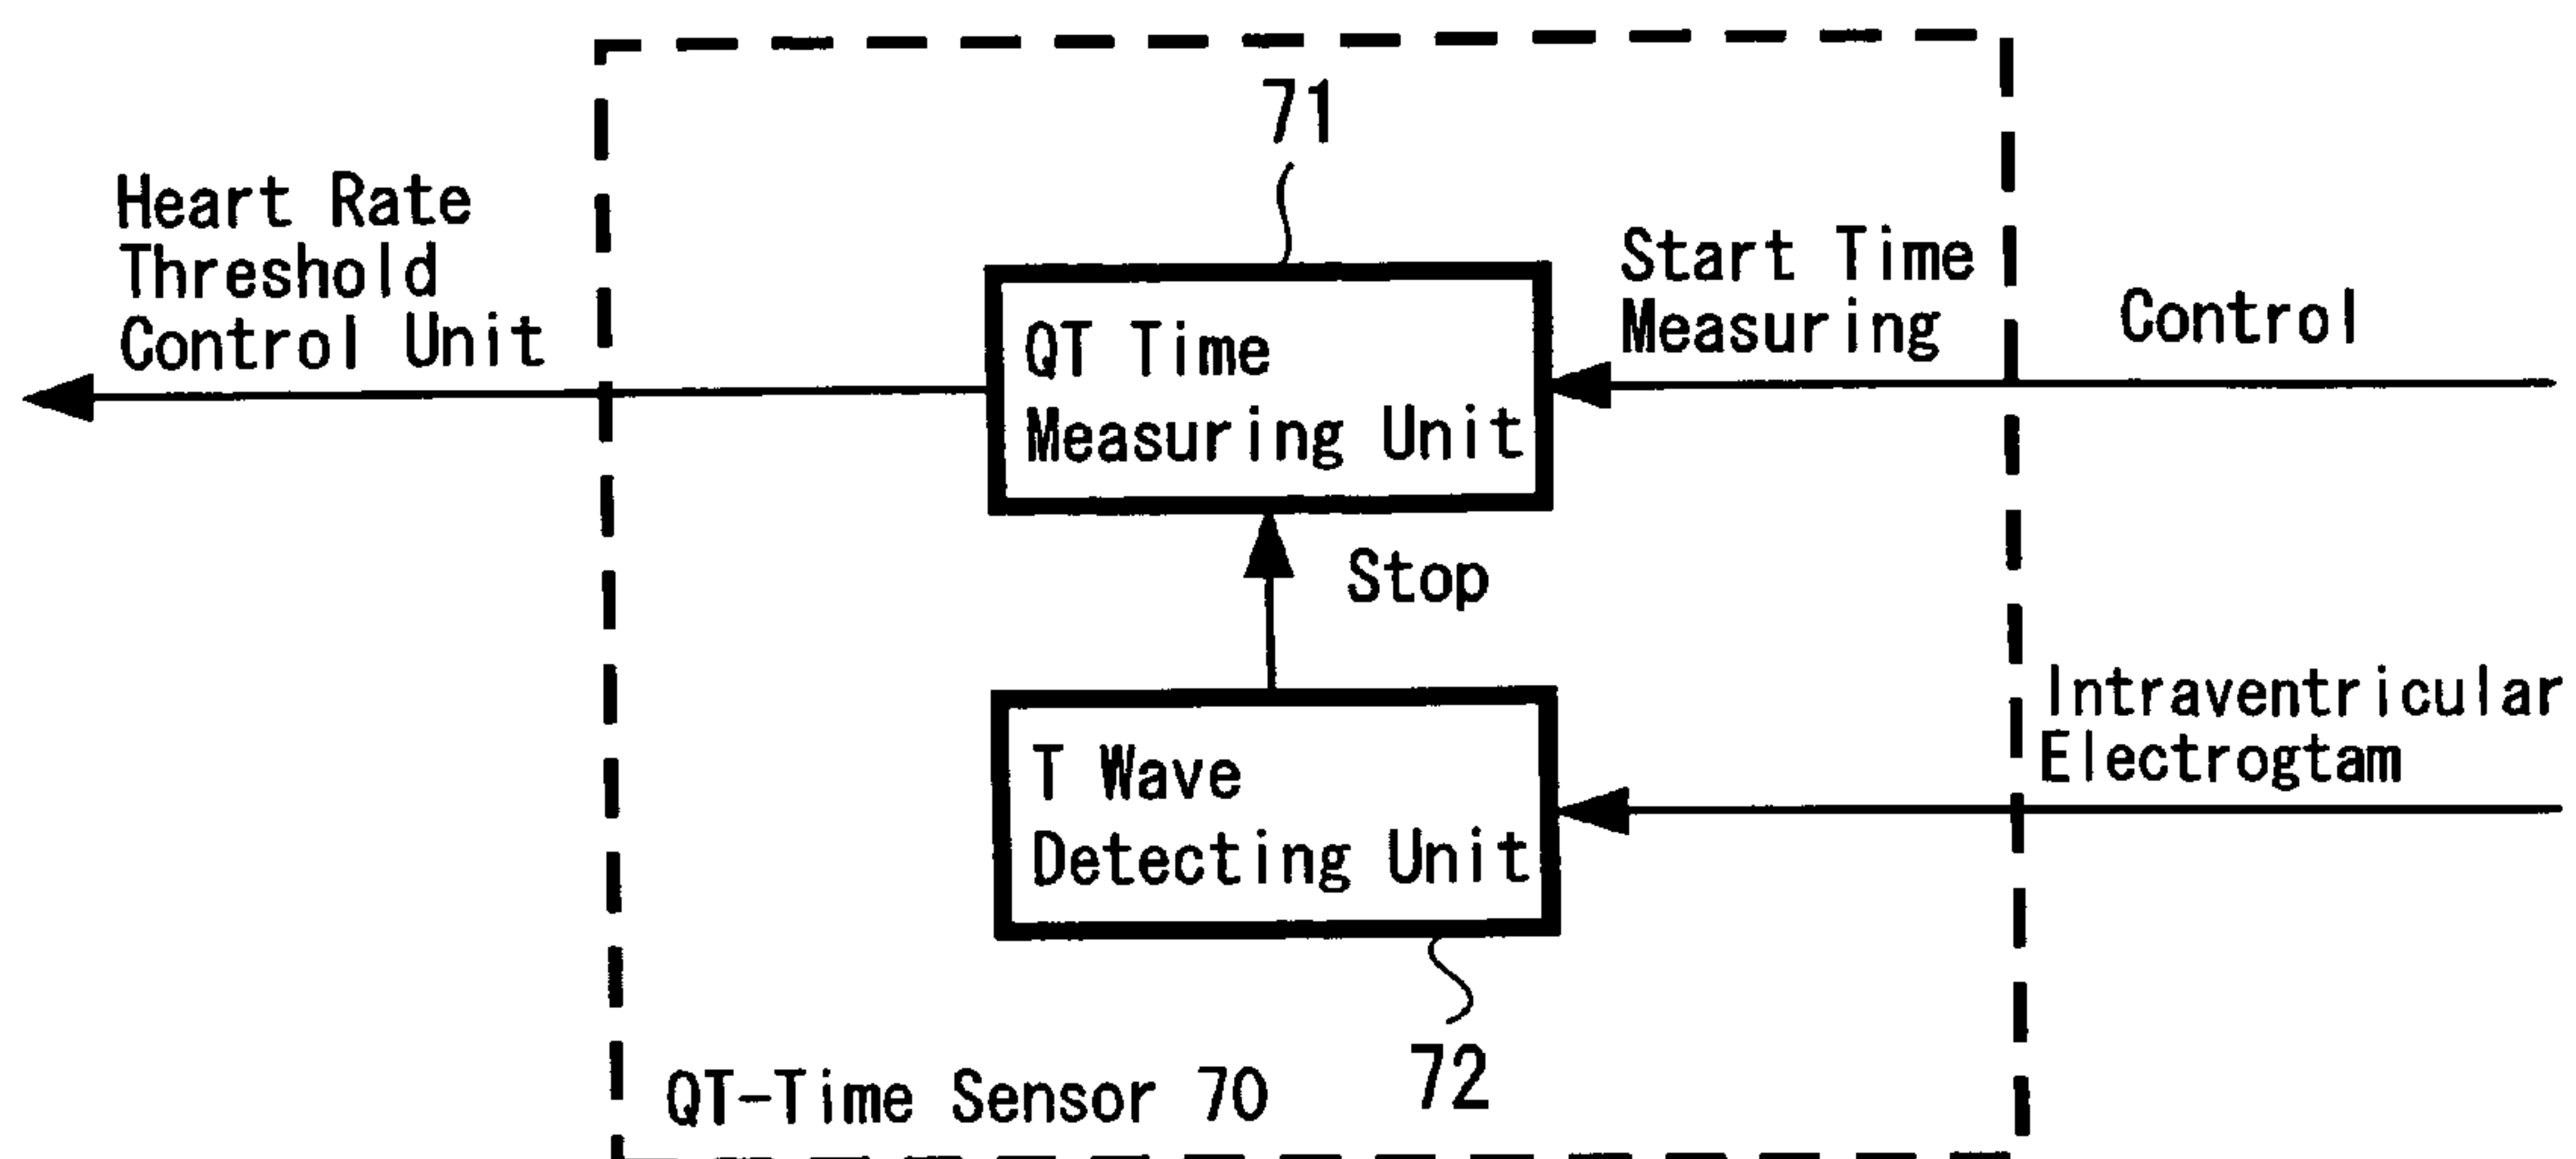 71
Heart Rate
Threshold
Control Unit
Start Time
Measuring
Control
QT Time
Measuring Unit
Stop
Intraventricular
Electrogtam
T Wave
Detecting Unit
72
QT-Time Sensor 70